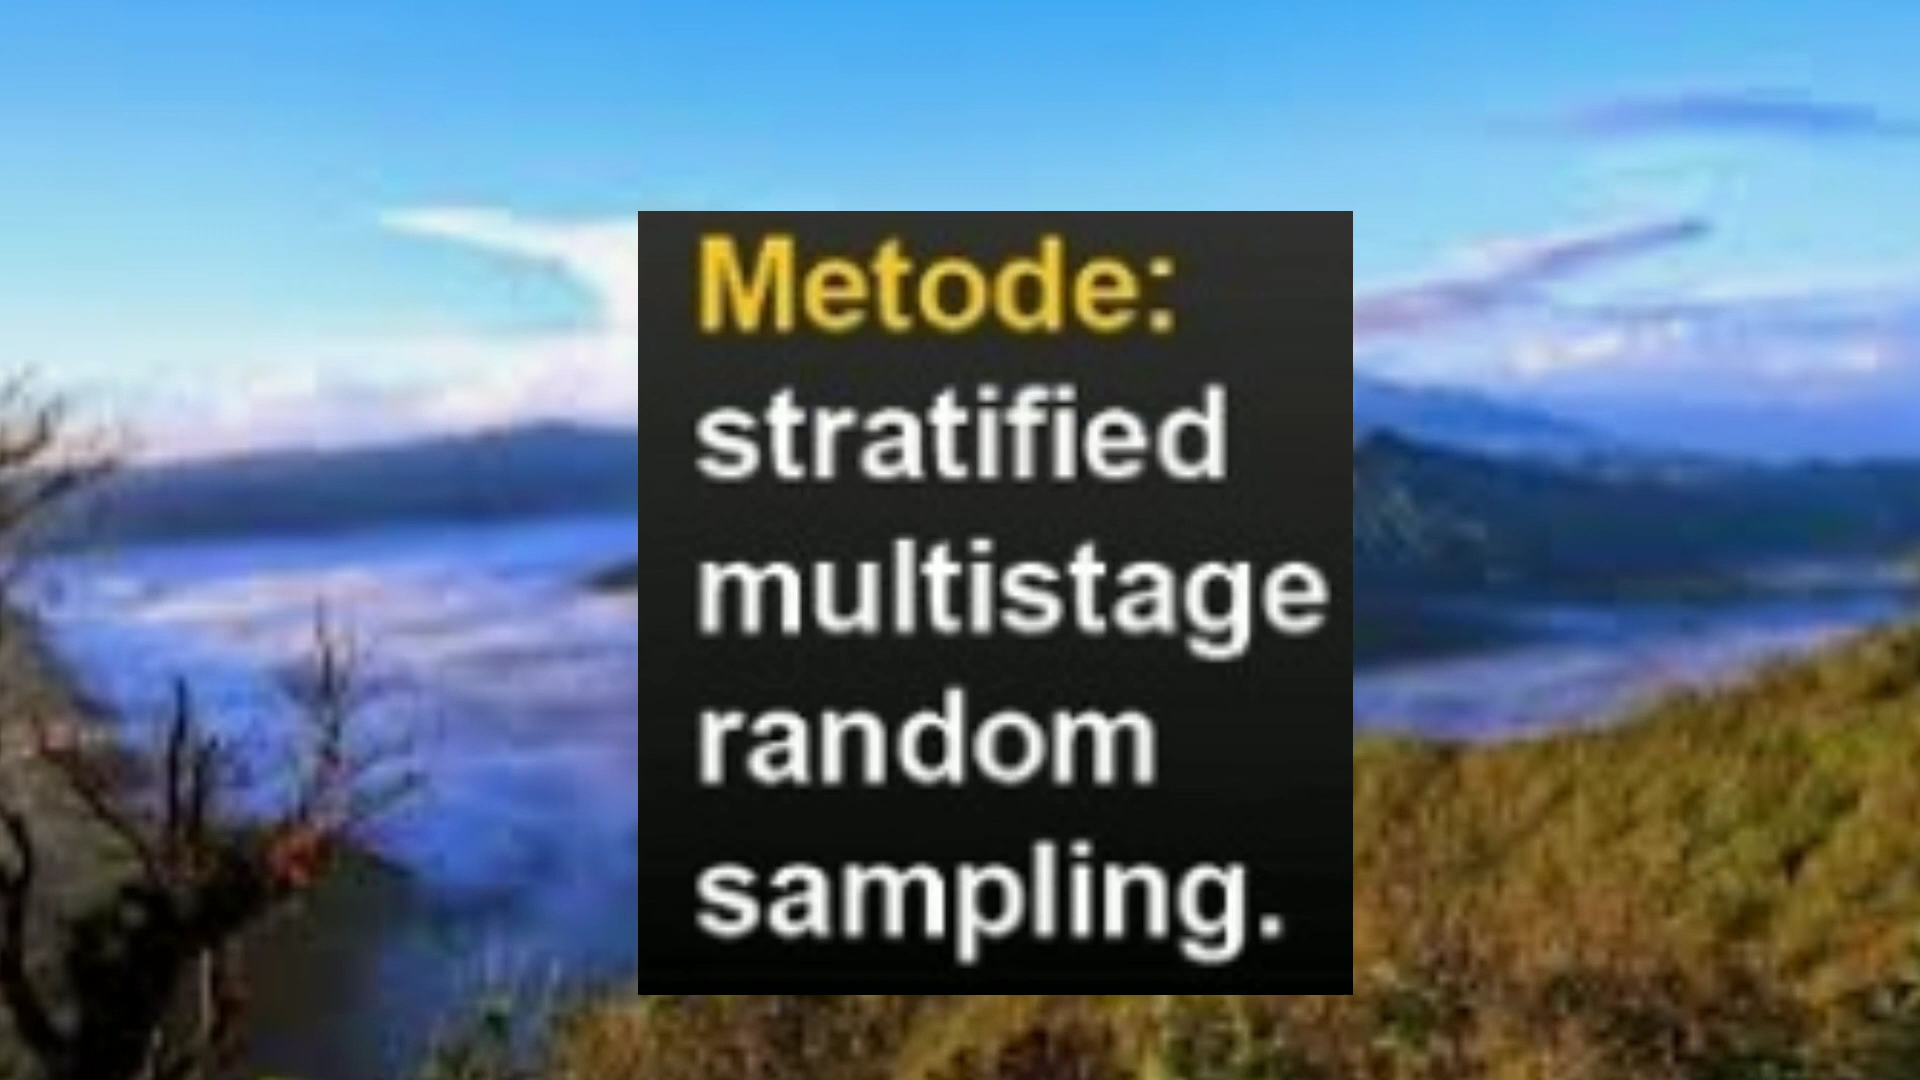 Metode:
stratified
multistage
random
sampling.